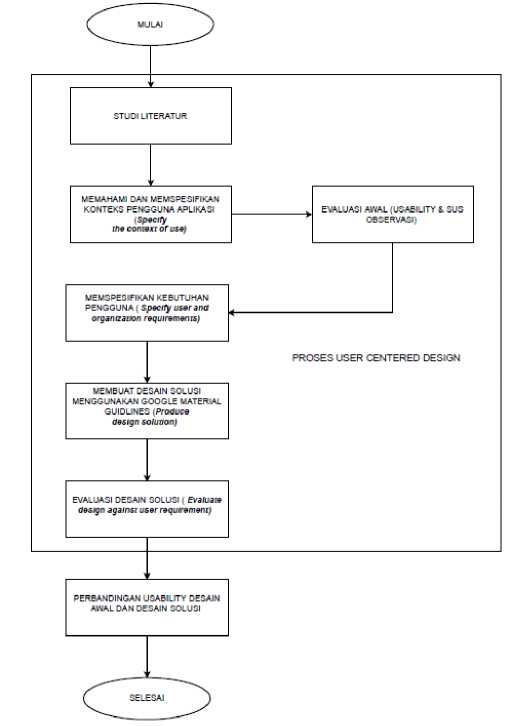 MULAI
STUDI LITERATUR
MEMAHAMI DAN MEMSPESIFIKAN
KONTEKS PENGGUNA APLIKASI
(Specify
the context of use)
EVALUASI AWAL (USABILITY & SUS
OBSERVASI)
MEMSPESIFIKAN KEBUTUHAN
PENGGUNA ( Specify user and
organization requirements)
PROSES USER CENTERED DESIGN
MEMBUAT DESAIN SOLUSI
MENGGUNAKAN GOOGLE MATERIAL
GUIDLINES (Produce
design solution)
EVALUASI DESAIN SOLUSI ( Evaluate
design against user requirement)
PERBANDINGAN USABILITY DESAIN
AWAL DAN DESAIN SOLUSI
SELESAI